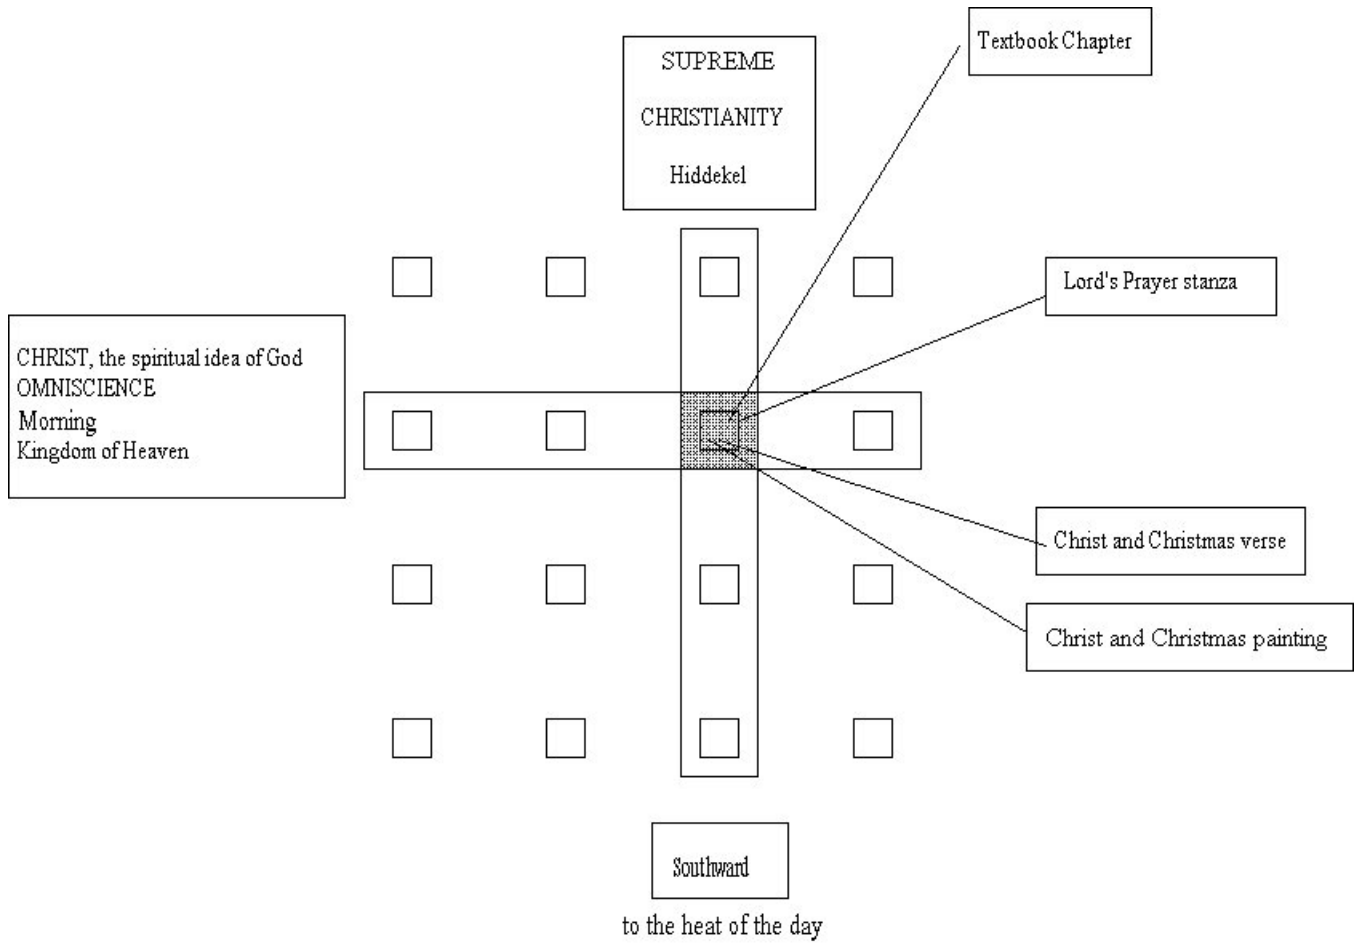 Textbook Chapter
SUPREME
CHRISTIANITY
Hiddekel
Lord's Prayer stanza
CHRIST, the spiritual idea of God
OMNISCIENCE
Morning
Kingdom of Heaven
Christ and Christmas verse
Christ and Christmas painting
Southward
to the heat of the day